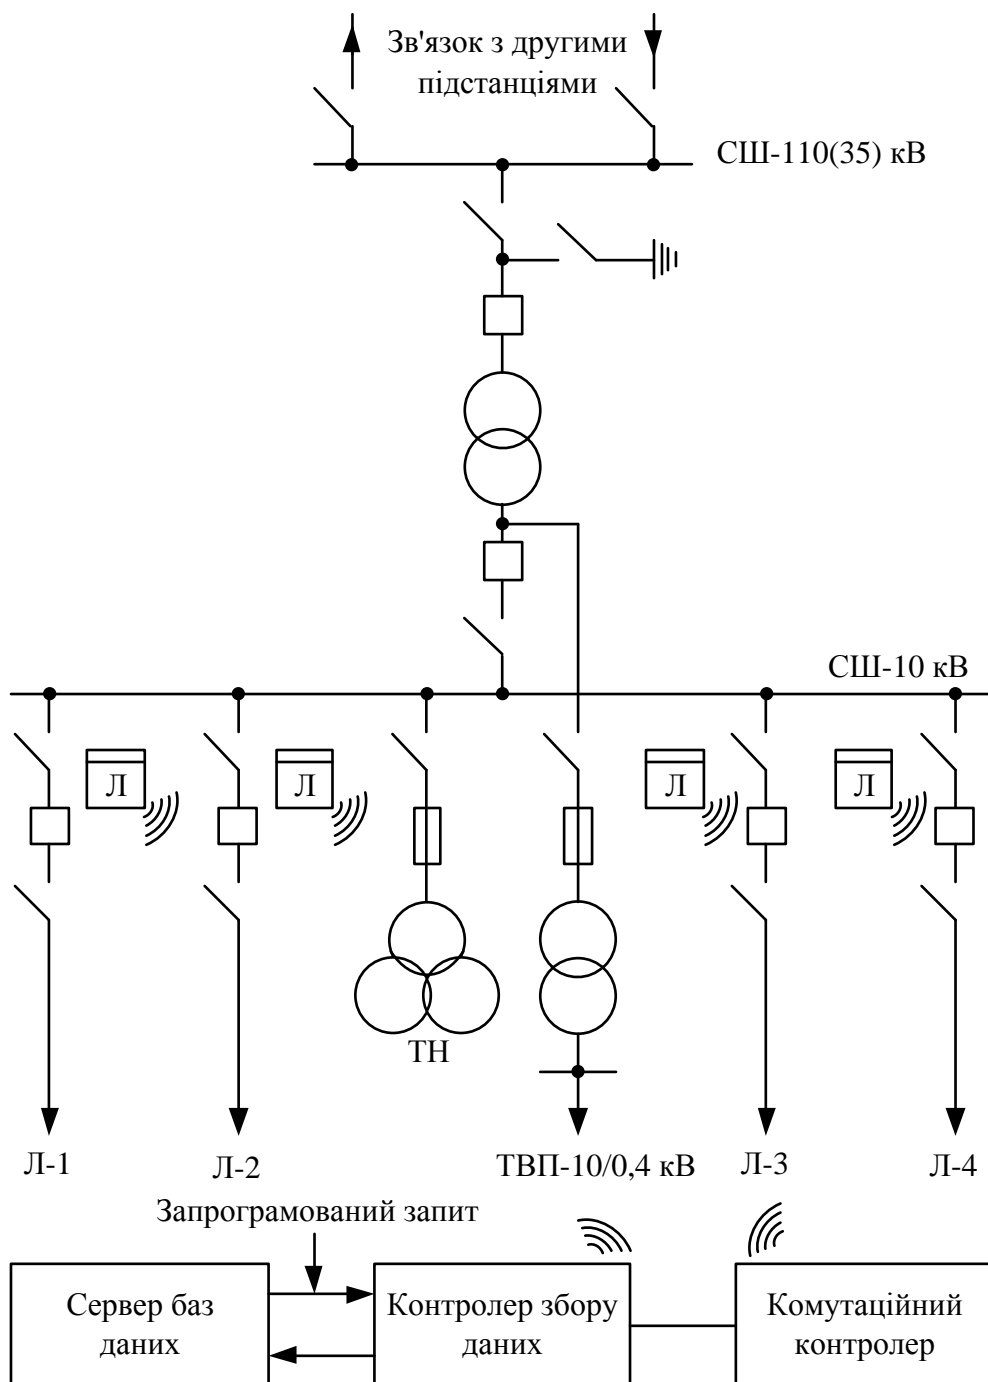 Зв'язок з другими
підстанціями
СШ-110(35) кВ
СШ-10 кВ
Л
Л
Л
Л
ТН
Л-1
Л-2
ТВП-10/0,4 кВ
Л-3
Л-4
Запрограмований запит
Сервер баз
даних
Контролер збору
даних
Комутаційний
контролер